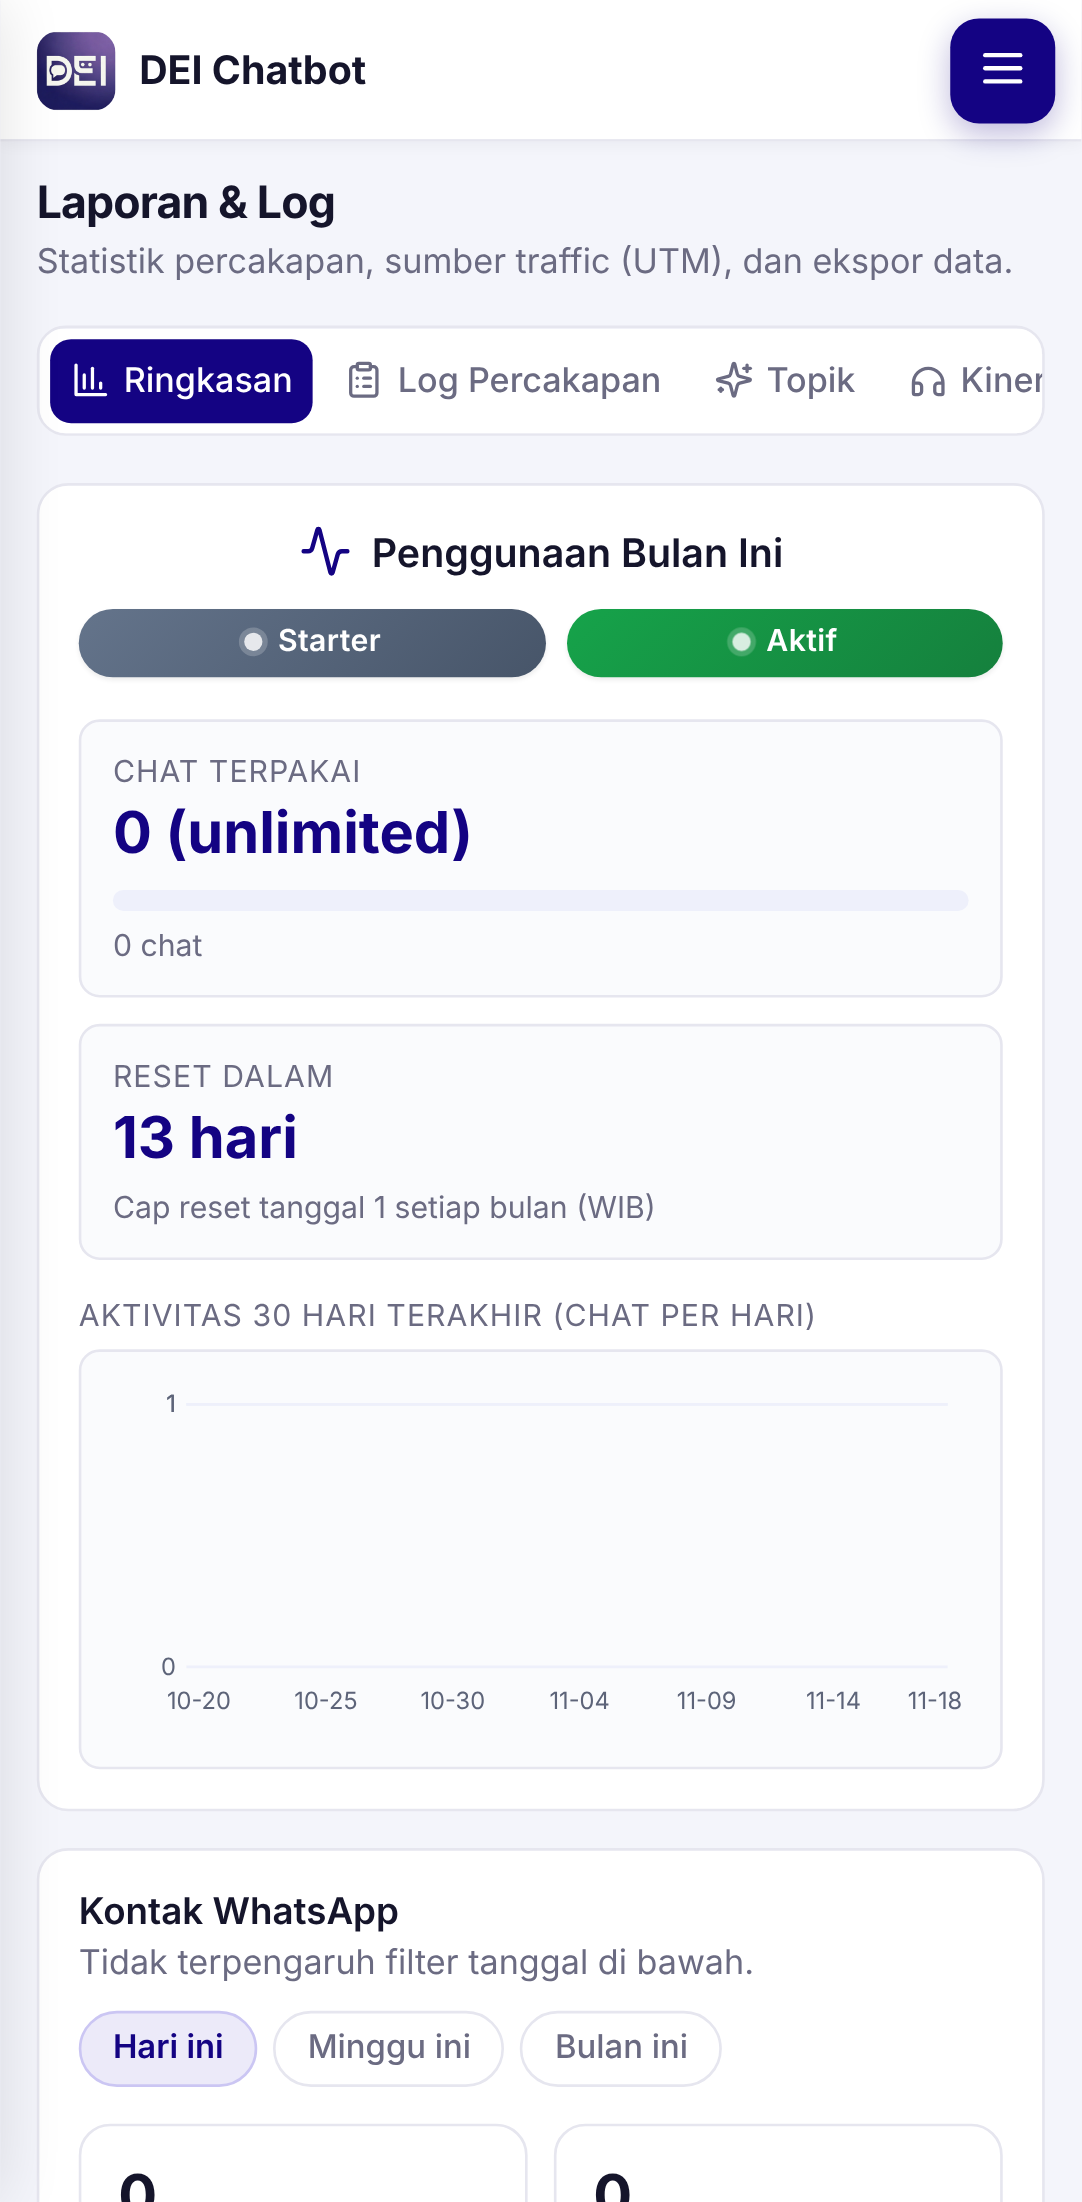 DEI
DEI Chatbot
Laporan & Log
Statistik percakapan, sumber traffic (UTM), dan ekspor data.
Ringkasan
Log Percakapan
Topik
Kiner
Penggunaan Bulan Ini
Starter
Aktif
CHAT TERPAKAI
0 (unlimited)
0 chat
RESET DALAM
13 hari
Cap reset tanggal 1 setiap bulan (WIB)
AKTIVITAS 30 HARI TERAKHIR (CHAT PER HARI)
1
0
10-20 10-25 10-30 11-04 11-09 11-14 11-18
Kontak WhatsApp
Tidak terpengaruh filter tanggal di bawah.
Hari ini
Minggu ini
Bulan ini
0
0